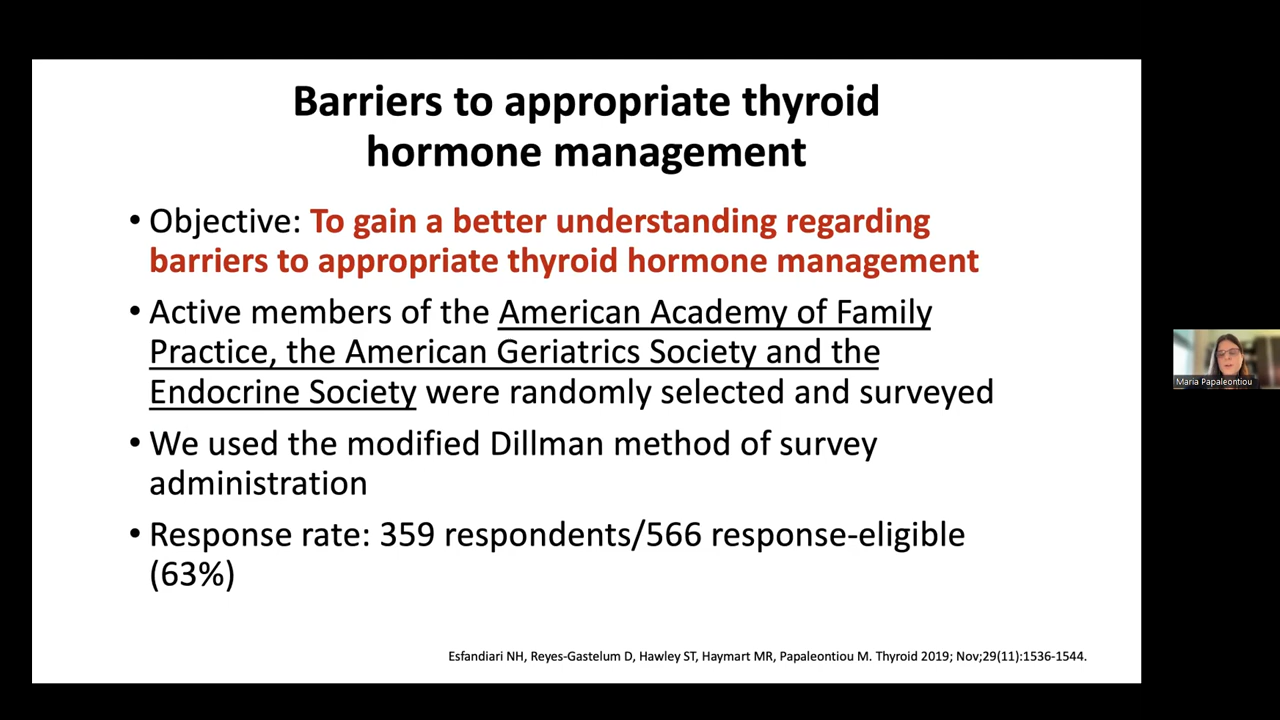 Barriers to appropriate thyroid
hormone management
• Objective: To gain a better understanding regarding
barriers to appropriate thyroid hormone management
• Active members of the American Academy of Family
Practice, the American Geriatrics Society and the
Endocrine Society were randomly selected and surveyed
• We used the modified Dillman method of survey
administration
• Response rate: 359 respondents/566 response-eligible
(63%)
Esfandiari NH, Reyes-Gastelum D, Hawley ST, Haymart MR, Papaleontiou M. Thyroid 2019; Nov;29(11):1536-1544.
Maria Papaleontiou